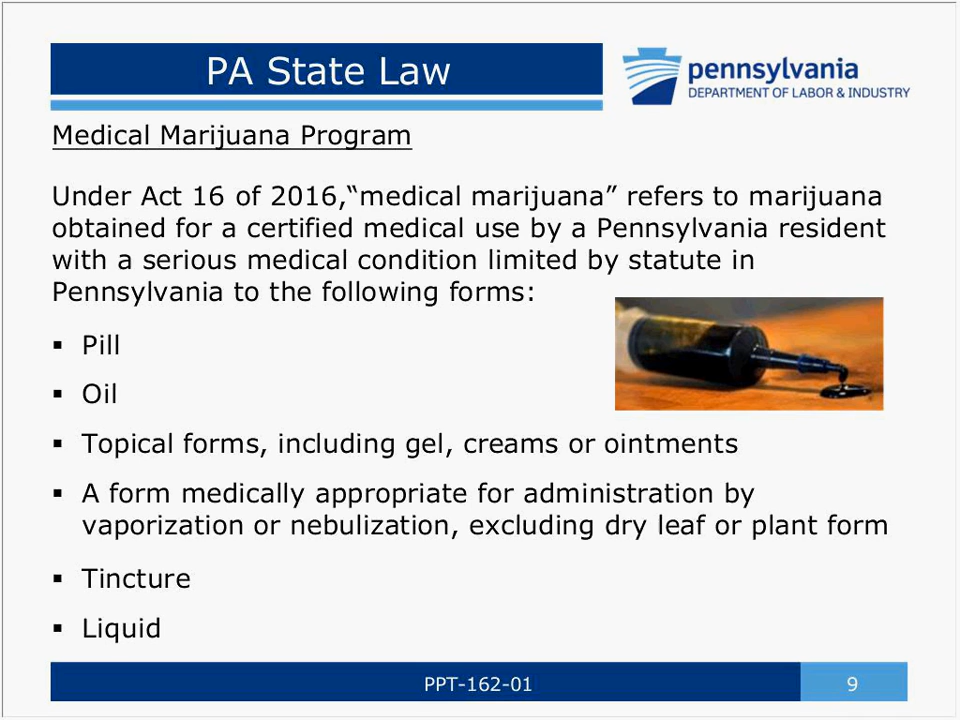 PA State Law
pennsylvania
DEPARTMENT OF LABOR & INDUSTRY
Medical Marijuana Program
Under Act 16 of 2016,“medical marijuana” refers to marijuana
obtained for a certified medical use by a Pennsylvania resident
with a serious medical condition limited by statute in
Pennsylvania to the following forms:
▪ Pill
▪ Oil
▪ Topical forms, including gel, creams or ointments
▪ A form medically appropriate for administration by
vaporization or nebulization, excluding dry leaf or plant form
▪ Tincture
▪ Liquid
PPT-162-01
9